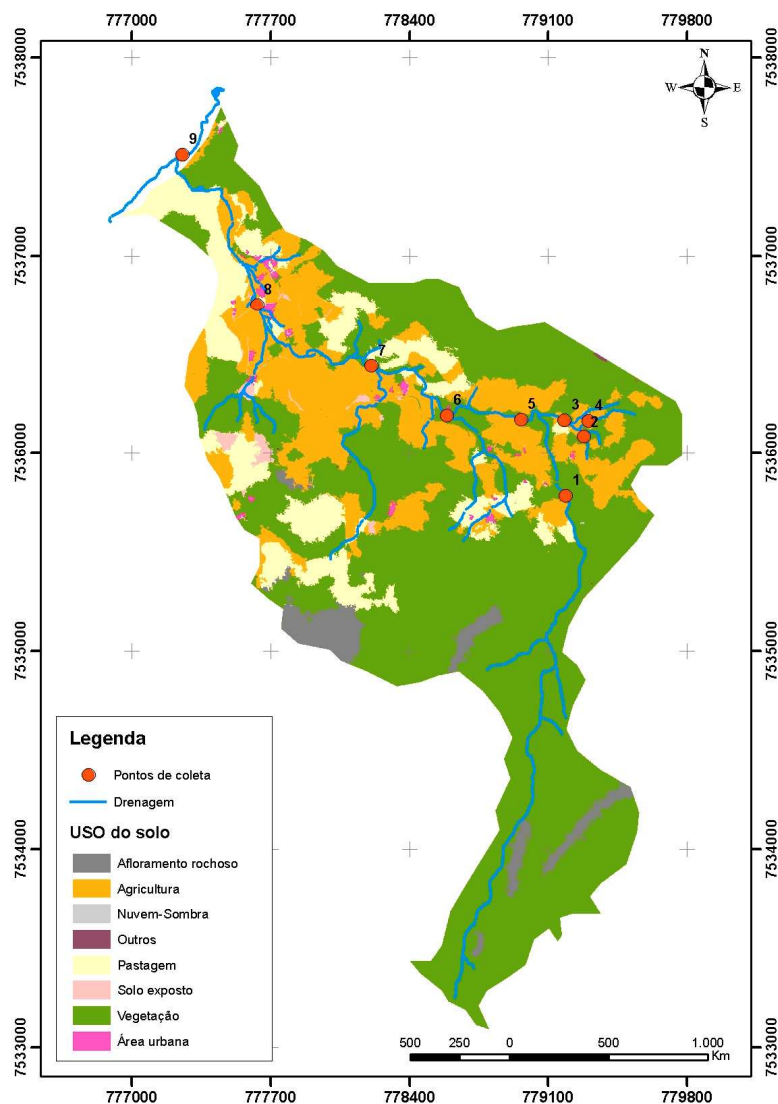 777000 777700 778400 779100 779800
7538000
7537000
7536000
7535000
7534000
7533000
7538000
7537000
7536000
7535000
7534000
7533000
N
W E
S
9
8
7
6
5
3
4
2
1
Legenda
Pontos de coleta
Drenagem
USO do solo
Afloramento rochoso
Agricultura
Nuvem-Sombra
Outros
Pastagem
Solo exposto
Vegetação
Área urbana
500 250 0 500 1.000
Km
777000 777700 778400 779100 779800